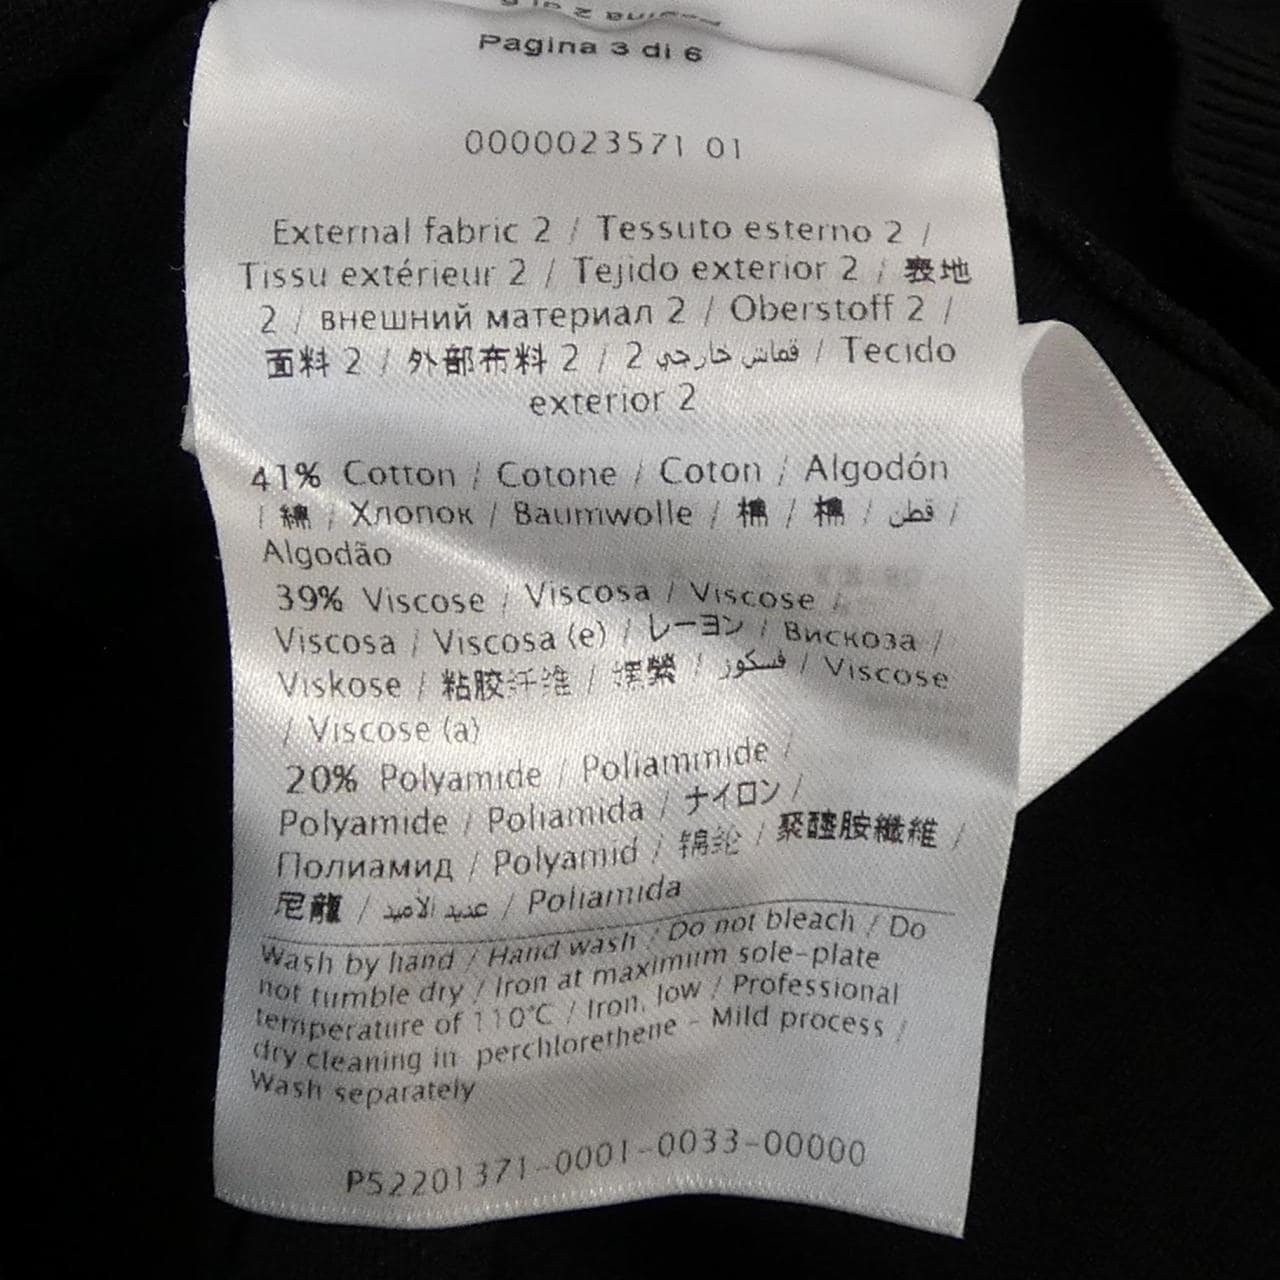 Pagina 3 di 6
0000023571 01
External fabric 2 / Tessuto esterno 2 /
Tissu extérieur 2 / Tejido exterior 2 / 表地
2 / внешний материал 2 / Oberstoff 2 /
面料 2 / 外部布料 2 / قماش خارجي 2 / Tecido
exterior 2
41% Cotton / Cotone / Coton / Algodón
/ 綿 / Хлопок / Baumwolle / 棉 / 棉 / قطن /
Algodão
39% Viscose / Viscosa / Viscose /
Viscosa / Viscosa (e) / レーヨン / Вискоза /
Viskose / 粘胶纤维 / 嫘縈 / فسكوز / Viscose
/ Viscose (a)
20% Polyamide / Poliammide /
Polyamide / Poliamida / ナイロン /
Полиамид / Polyamid / 锦纶 / 聚醯胺纖維 /
尼龍 / عديد الأميد / Poliamida
Wash by hand / Hand wash / Do not bleach / Do
not tumble dry / Iron at maximum sole-plate
temperature of 110°C / Iron, low / Professional
dry cleaning in perchlorethene - Mild process /
Wash separately
P52201371-0001-0033-00000